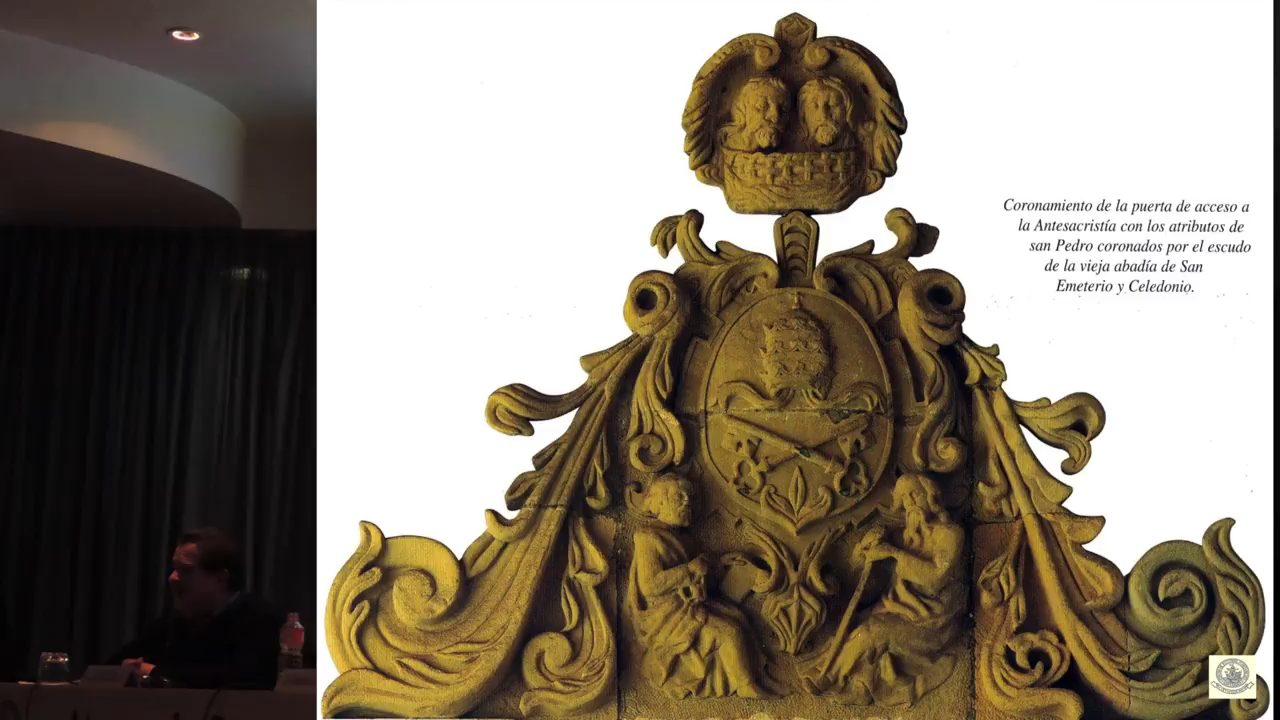 Coronamiento de la puerta de acceso a
la Antesacristía con los atributos de
san Pedro coronados por el escudo
de la vieja abadía de San
Emeterio y Celedonio.